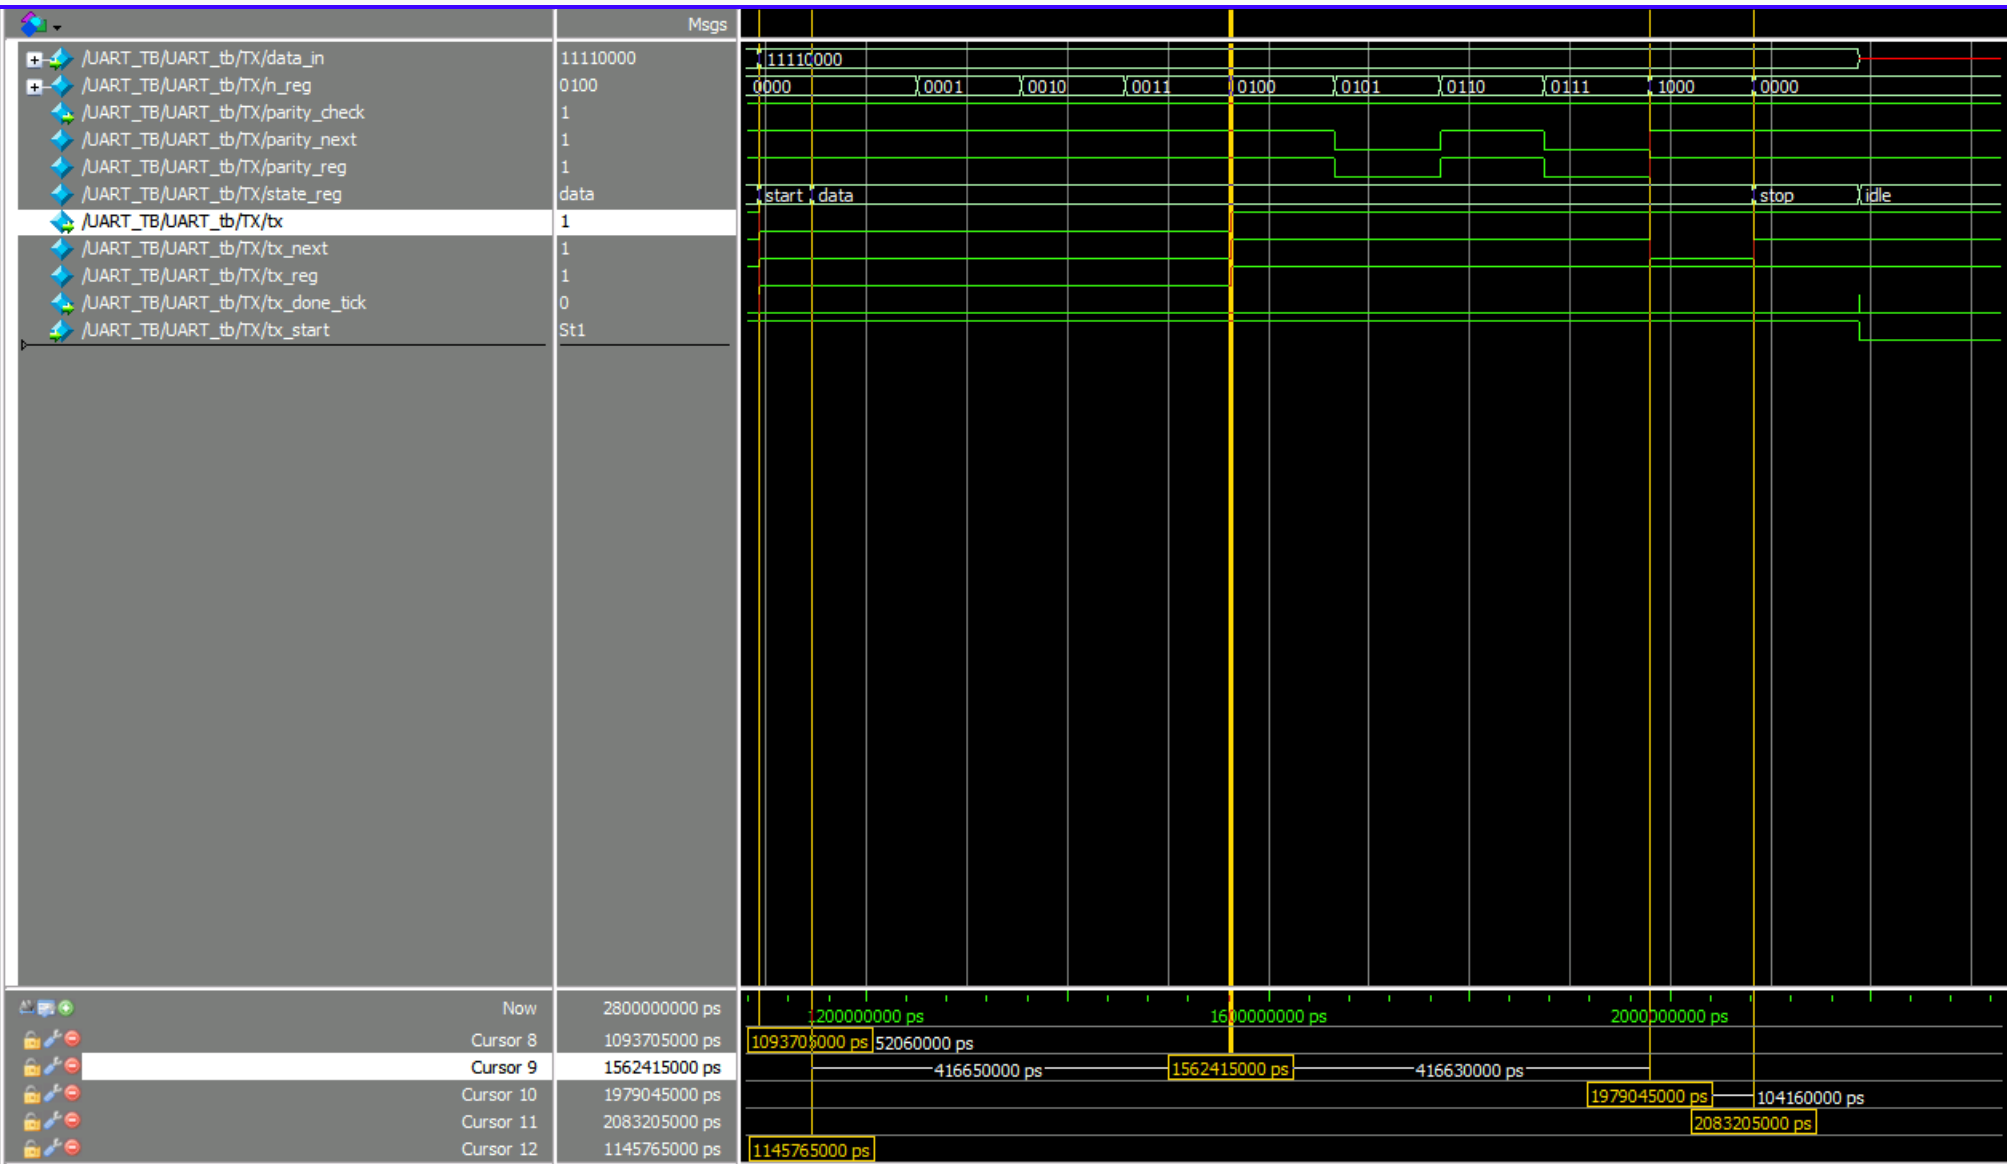 Msgs
/UART_TB/UART_tb/TX/data_in 11110000 11110000
/UART_TB/UART_tb/TX/n_reg 0100 0000 0001 0010 0011 0100 0101 0110 0111 1000 0000
/UART_TB/UART_tb/TX/parity_check 1
/UART_TB/UART_tb/TX/parity_next 1
/UART_TB/UART_tb/TX/parity_reg 1
/UART_TB/UART_tb/TX/state_reg data start data stop idle
/UART_TB/UART_tb/TX/tx 1
/UART_TB/UART_tb/TX/tx_next 1
/UART_TB/UART_tb/TX/tx_reg 1
/UART_TB/UART_tb/TX/tx_done_tick 0
/UART_TB/UART_tb/TX/tx_start St1
Now 2800000000 ps 1200000000 ps 1600000000 ps 2000000000 ps
Cursor 8 1093705000 ps 1093705000 ps 52060000 ps
Cursor 9 1562415000 ps 416650000 ps 1562415000 ps 416630000 ps
Cursor 10 1979045000 ps 1979045000 ps 104160000 ps
Cursor 11 2083205000 ps 2083205000 ps
Cursor 12 1145765000 ps 1145765000 ps